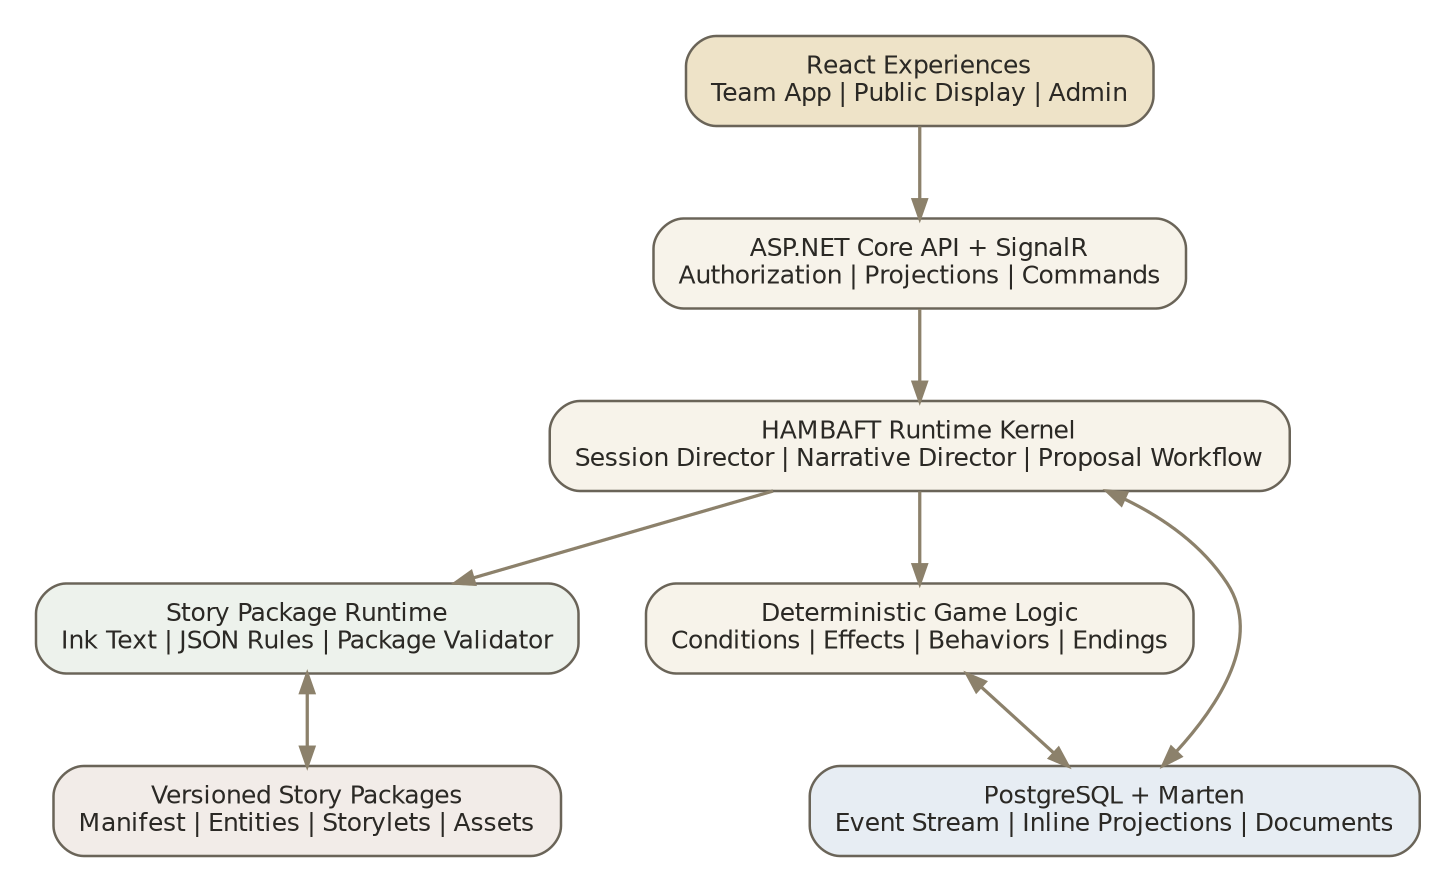 React Experiences
Team App | Public Display | Admin
ASP.NET Core API + SignalR
Authorization | Projections | Commands
HAMBAFT Runtime Kernel
Session Director | Narrative Director | Proposal Workflow
Story Package Runtime
Ink Text | JSON Rules | Package Validator
Deterministic Game Logic
Conditions | Effects | Behaviors | Endings
Versioned Story Packages
Manifest | Entities | Storylets | Assets
PostgreSQL + Marten
Event Stream | Inline Projections | Documents